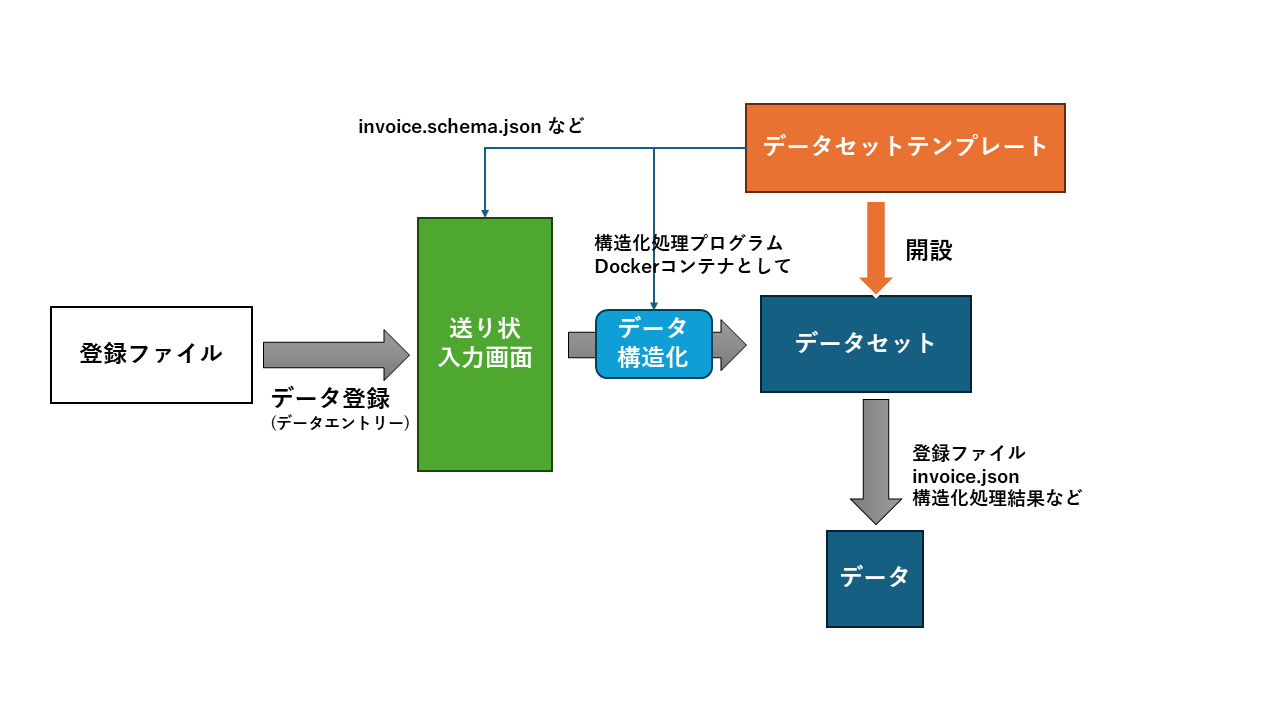 invoice.schema.json など
データセットテンプレート
構造化処理プログラム
Dockerコンテナとして
開設
登録ファイル
データ登録
(データエントリー)
送り状
入力画面
データ
構造化
データセット
登録ファイル
invoice.json
構造化処理結果など
データ